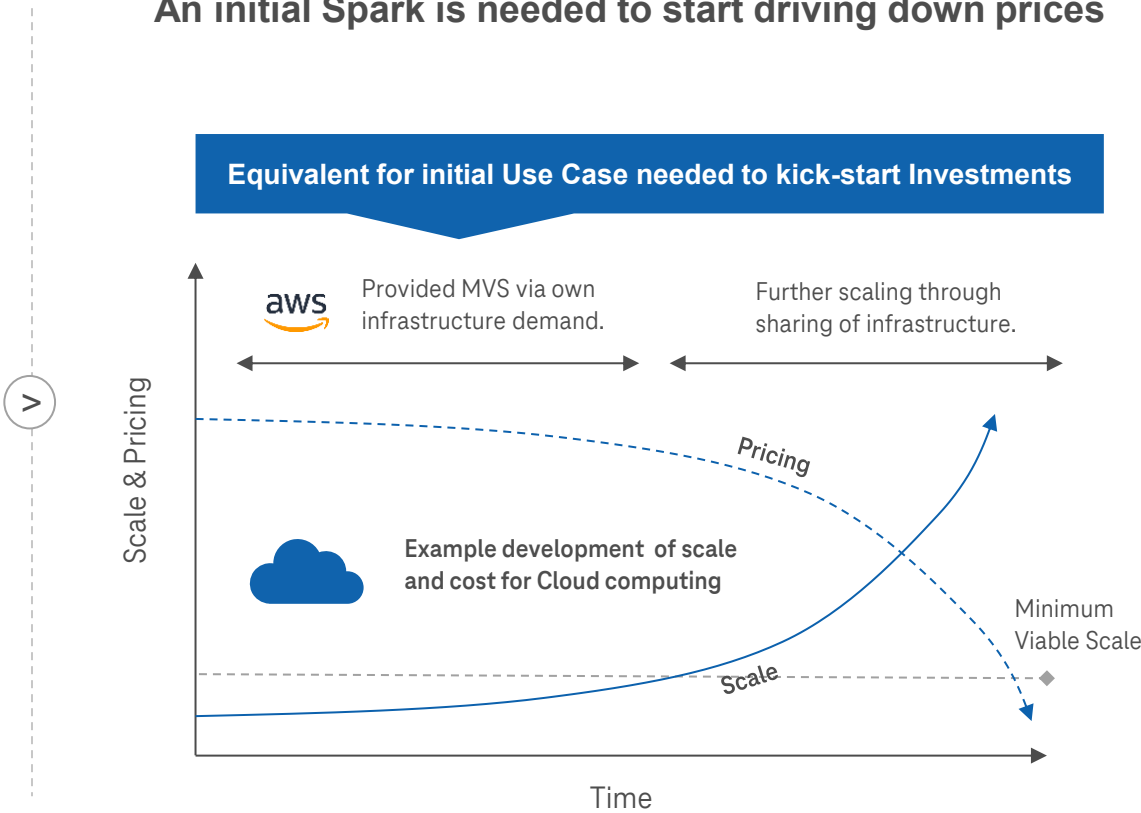 An initial Spark is needed to start driving down prices
Equivalent for initial Use Case needed to kick-start Investments
aws
Provided MVS via own
infrastructure demand.
Further scaling through
sharing of infrastructure.
>
Scale & Pricing
Pricing
Example development of scale
and cost for Cloud computing
Minimum
Viable Scale
Scale
Time